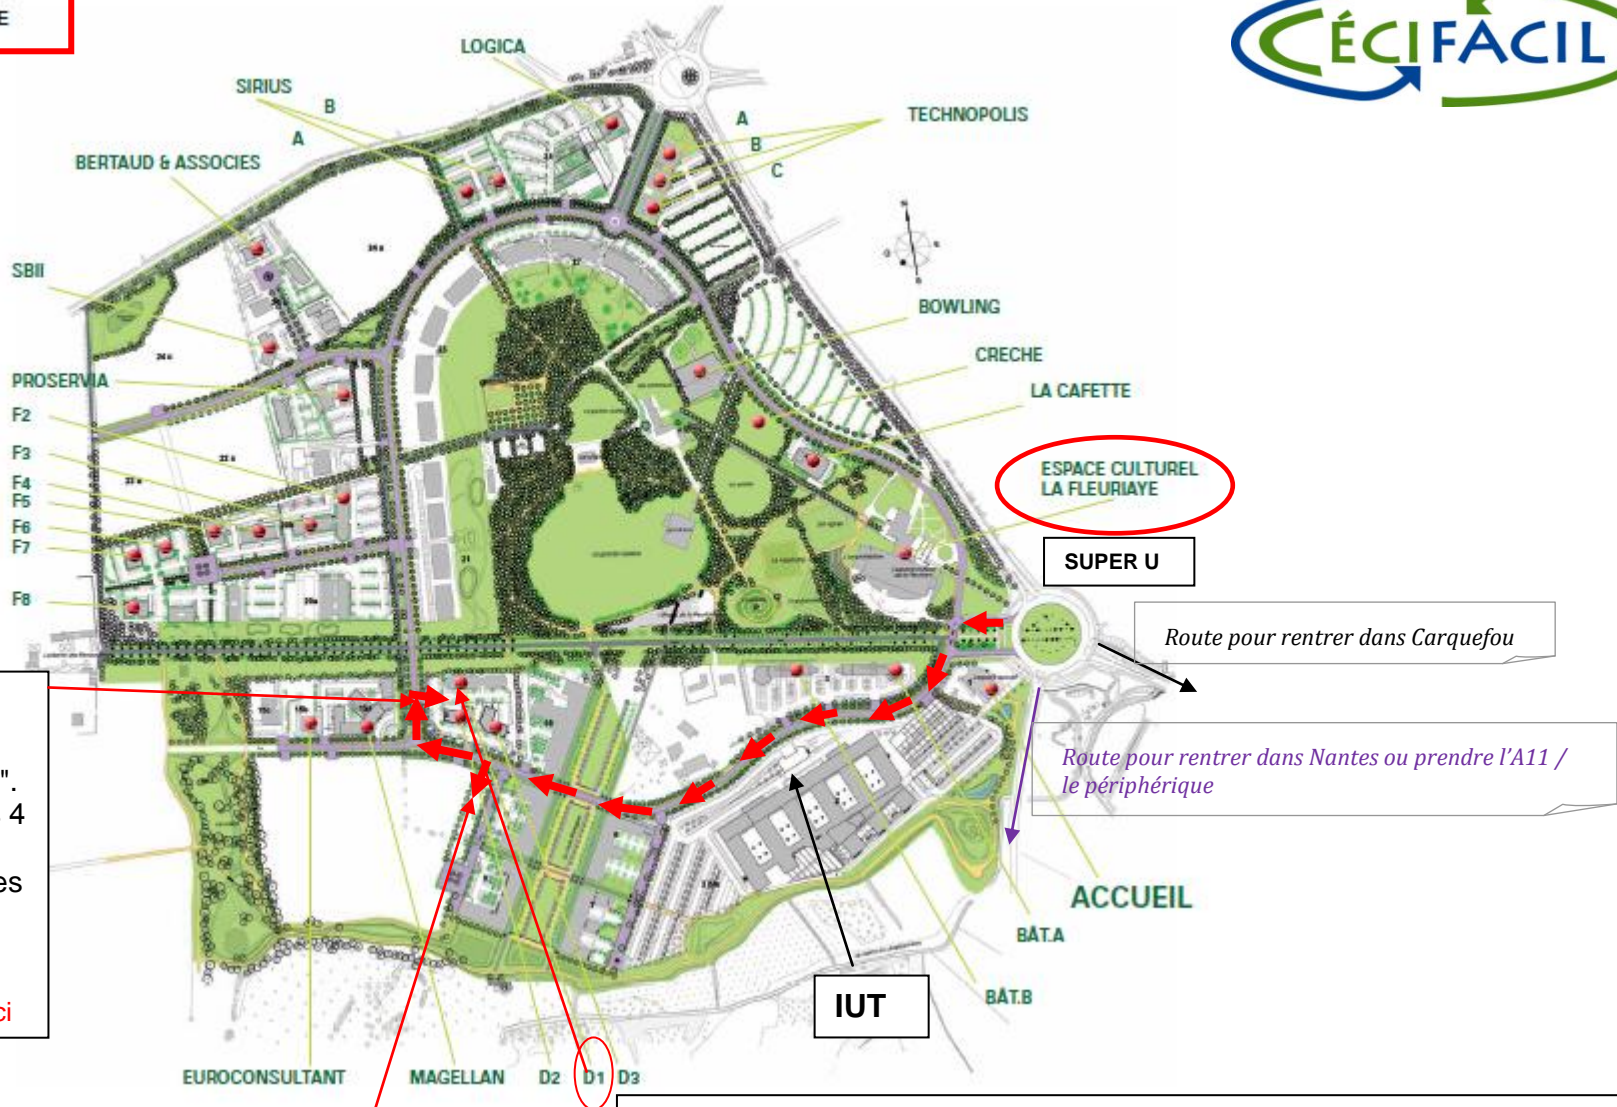 E
CÉCIFACIL
LOGICA
SIRIUS
B
A
BERTAUD & ASSOCIES
A
B
C
TECHNOPOLIS
SBII
BOWLING
CRECHE
PROSERVIA
LA CAFETTE
F2
F3
F4
F5
F6
F7
F8
ESPACE CULTUREL
LA FLEURIAYE
SUPER U
Route pour rentrer dans Carquefou
Route pour rentrer dans Nantes ou prendre l'A11 /
le périphérique
".
4
es
ci
ACCUEIL
BÂT.A
BÂT.B
IUT
EUROCONSULTANT
MAGELLAN
D2
D1
D3